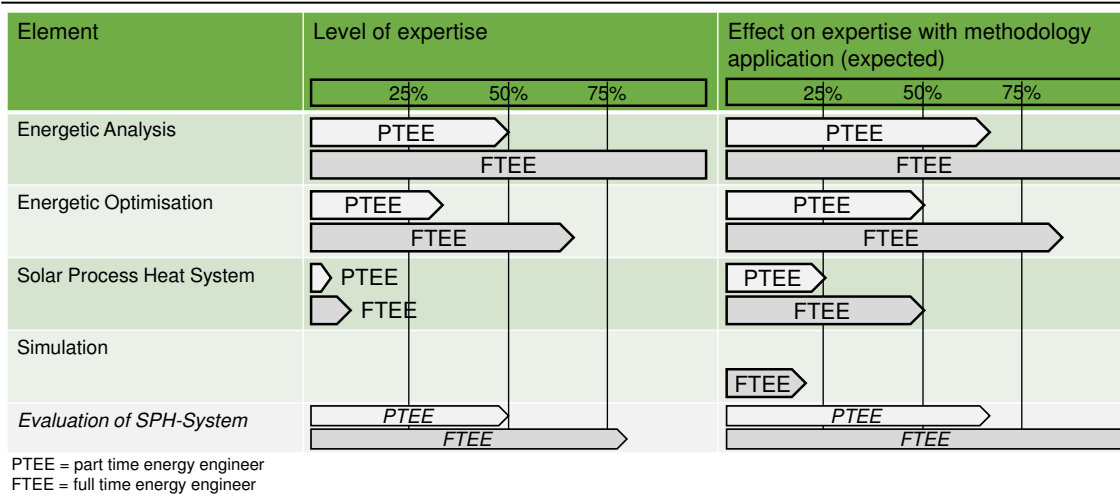 Element
Level of expertise
Effect on expertise with methodology
application (expected)
25% 50% 75%
25% 50% 75%
Energetic Analysis
PTEE
FTEE
PTEE
FTEE
Energetic Optimisation
PTEE
FTEE
PTEE
FTEE
Solar Process Heat System
PTEE
FTEE
PTEE
FTEE
Simulation
FTEE
Evaluation of SPH-System
PTEE
FTEE
PTEE
FTEE
PTEE = part time energy engineer
FTEE = full time energy engineer